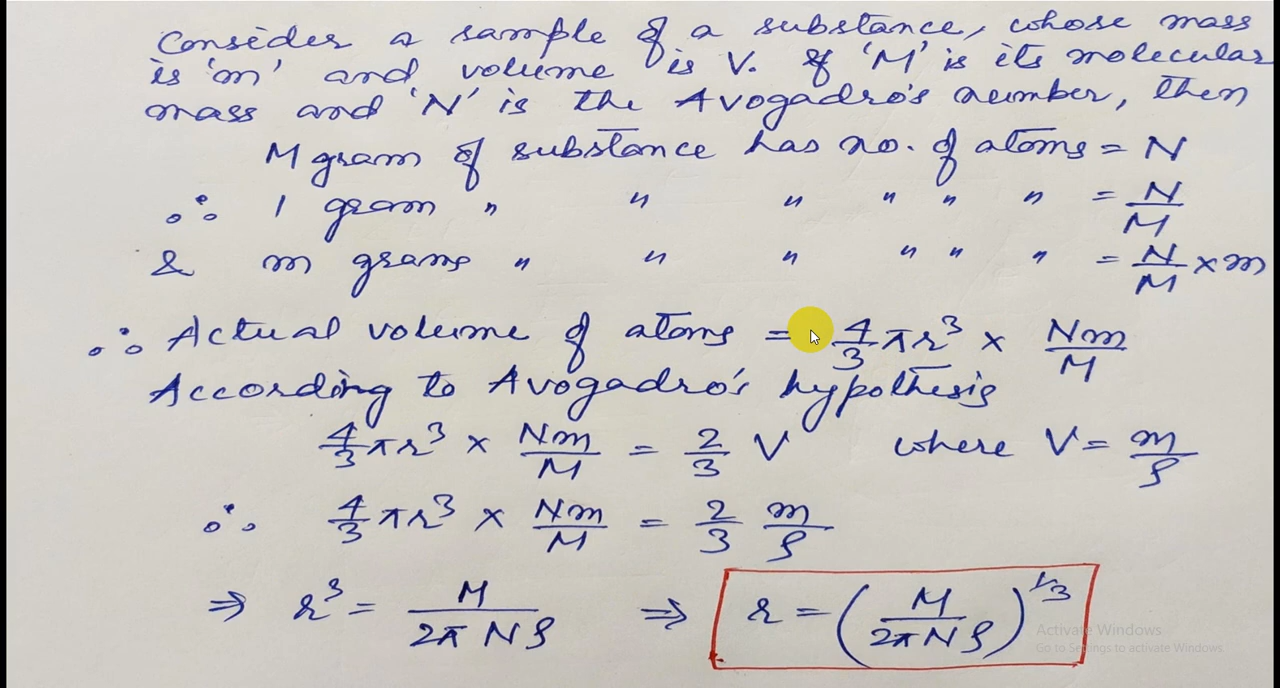 Consider a sample of a substance, whose mass
is 'm' and volume is V. If 'M' is its molecular
mass and 'N' is the Avogadro's number, then
M gram of substance has no. of atoms = N
∴ 1 gram " " " " " " = N/M
& m grams " " " " " " = N/M × m
∴ Actual volume of atoms = 4/3 πr³ × Nm/M
According to Avogadro's hypothesis
4/3 πr³ × Nm/M = 2/3 V where V = m/ρ
∴ 4/3 πr³ × Nm/M = 2/3 m/ρ
⇒ r³ = M/2πNρ ⇒ r = (M/2πNρ)^1/3
Activate Windows
Go to Settings to activate Windows.